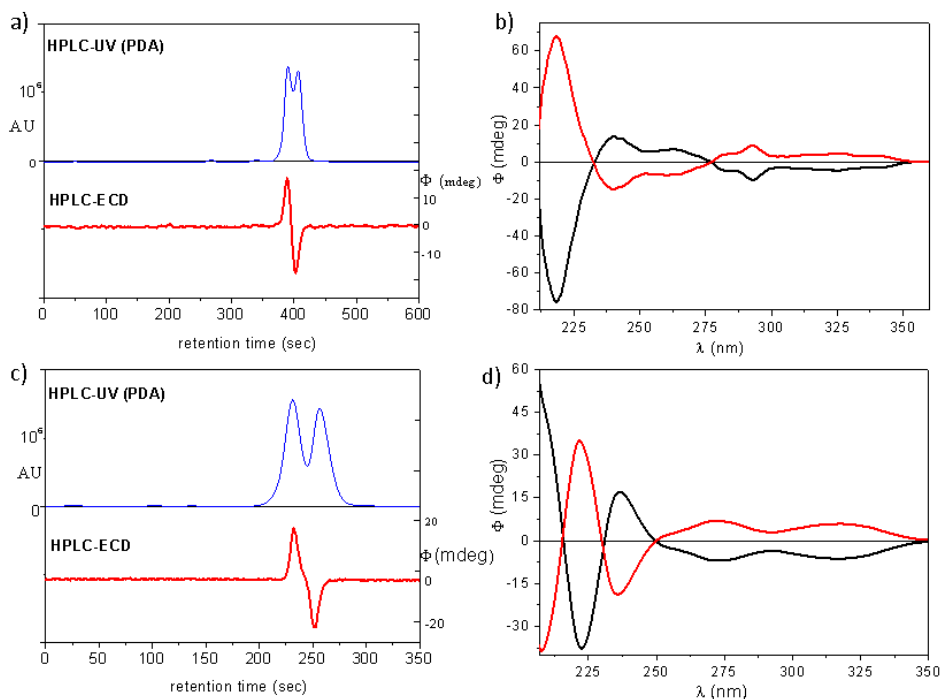 a)
HPLC-UV (PDA)
10⁶
AU
0
HPLC-ECD
Φ (mdeg)
10
0
-10
0 100 200 300 400 500 600
retention time (sec)
b)
60
40
20
0
-20
-40
-60
-80
Φ (mdeg)
225 250 275 300 325 350
λ (nm)
c)
HPLC-UV (PDA)
10⁶
AU
0
HPLC-ECD
20
Φ(mdeg)
0
-20
0 50 100 150 200 250 300 350
retention time (sec)
d)
60
45
30
15
0
-15
-30
Φ (mdeg)
225 250 275 300 325 350
λ (nm)